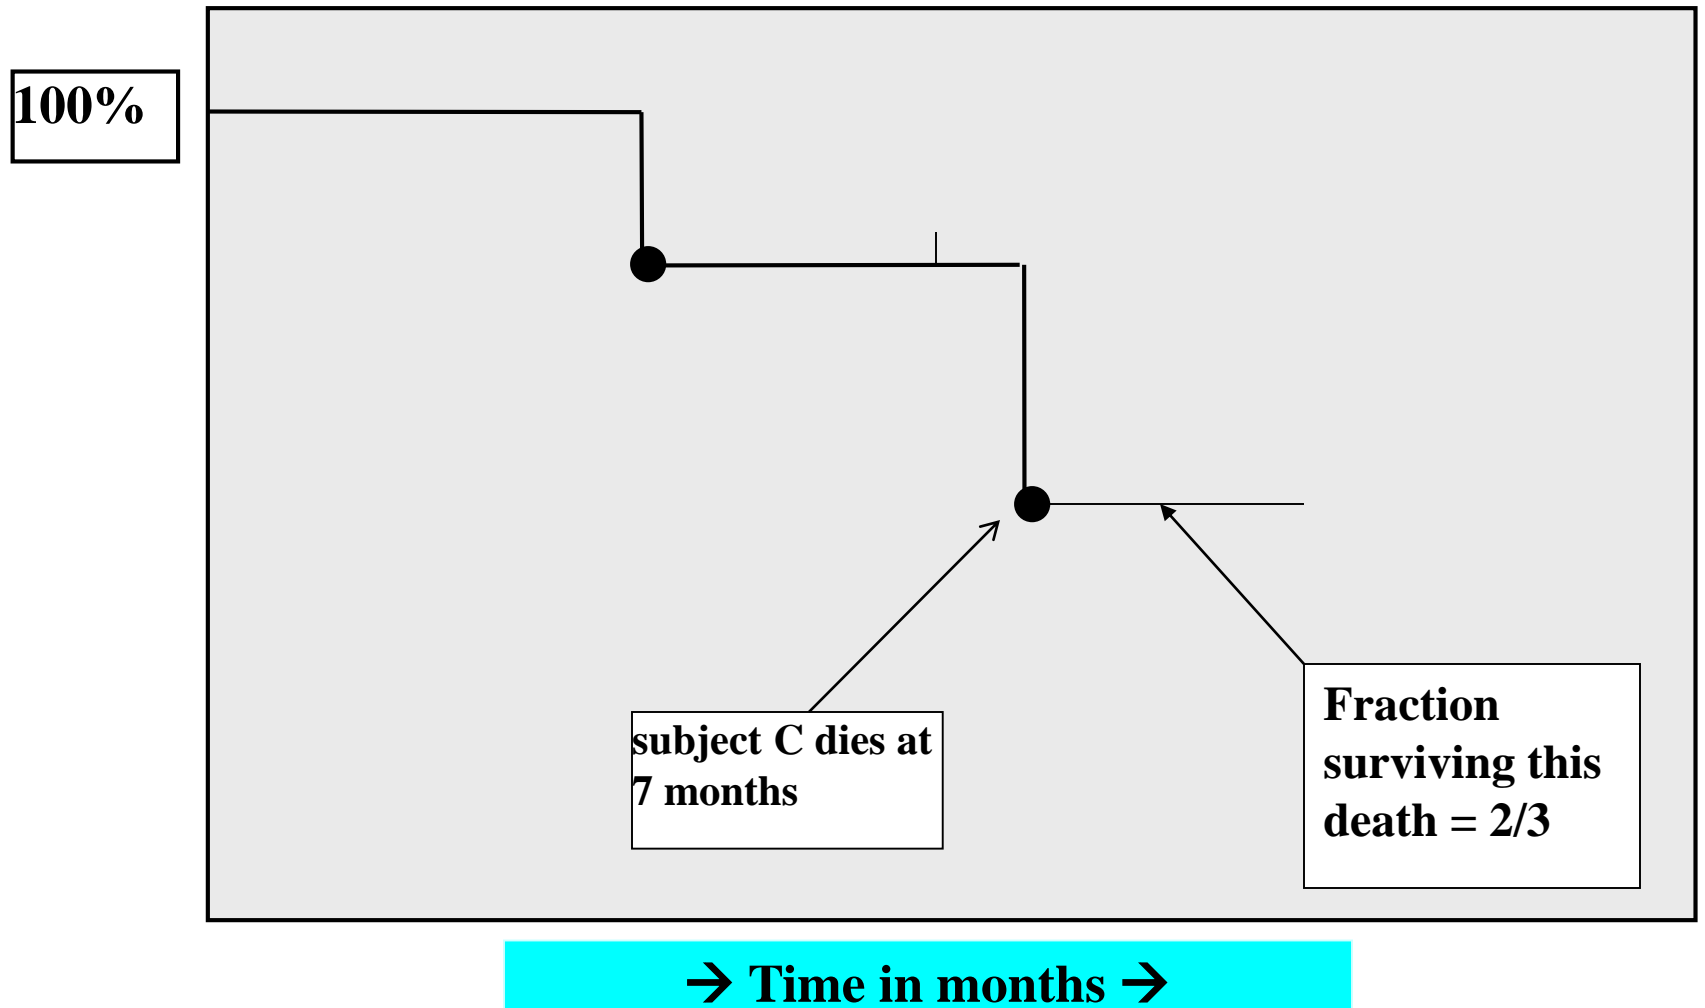 100%
subject C dies at
7 months
Fraction
surviving this
death = 2/3
→ Time in months →